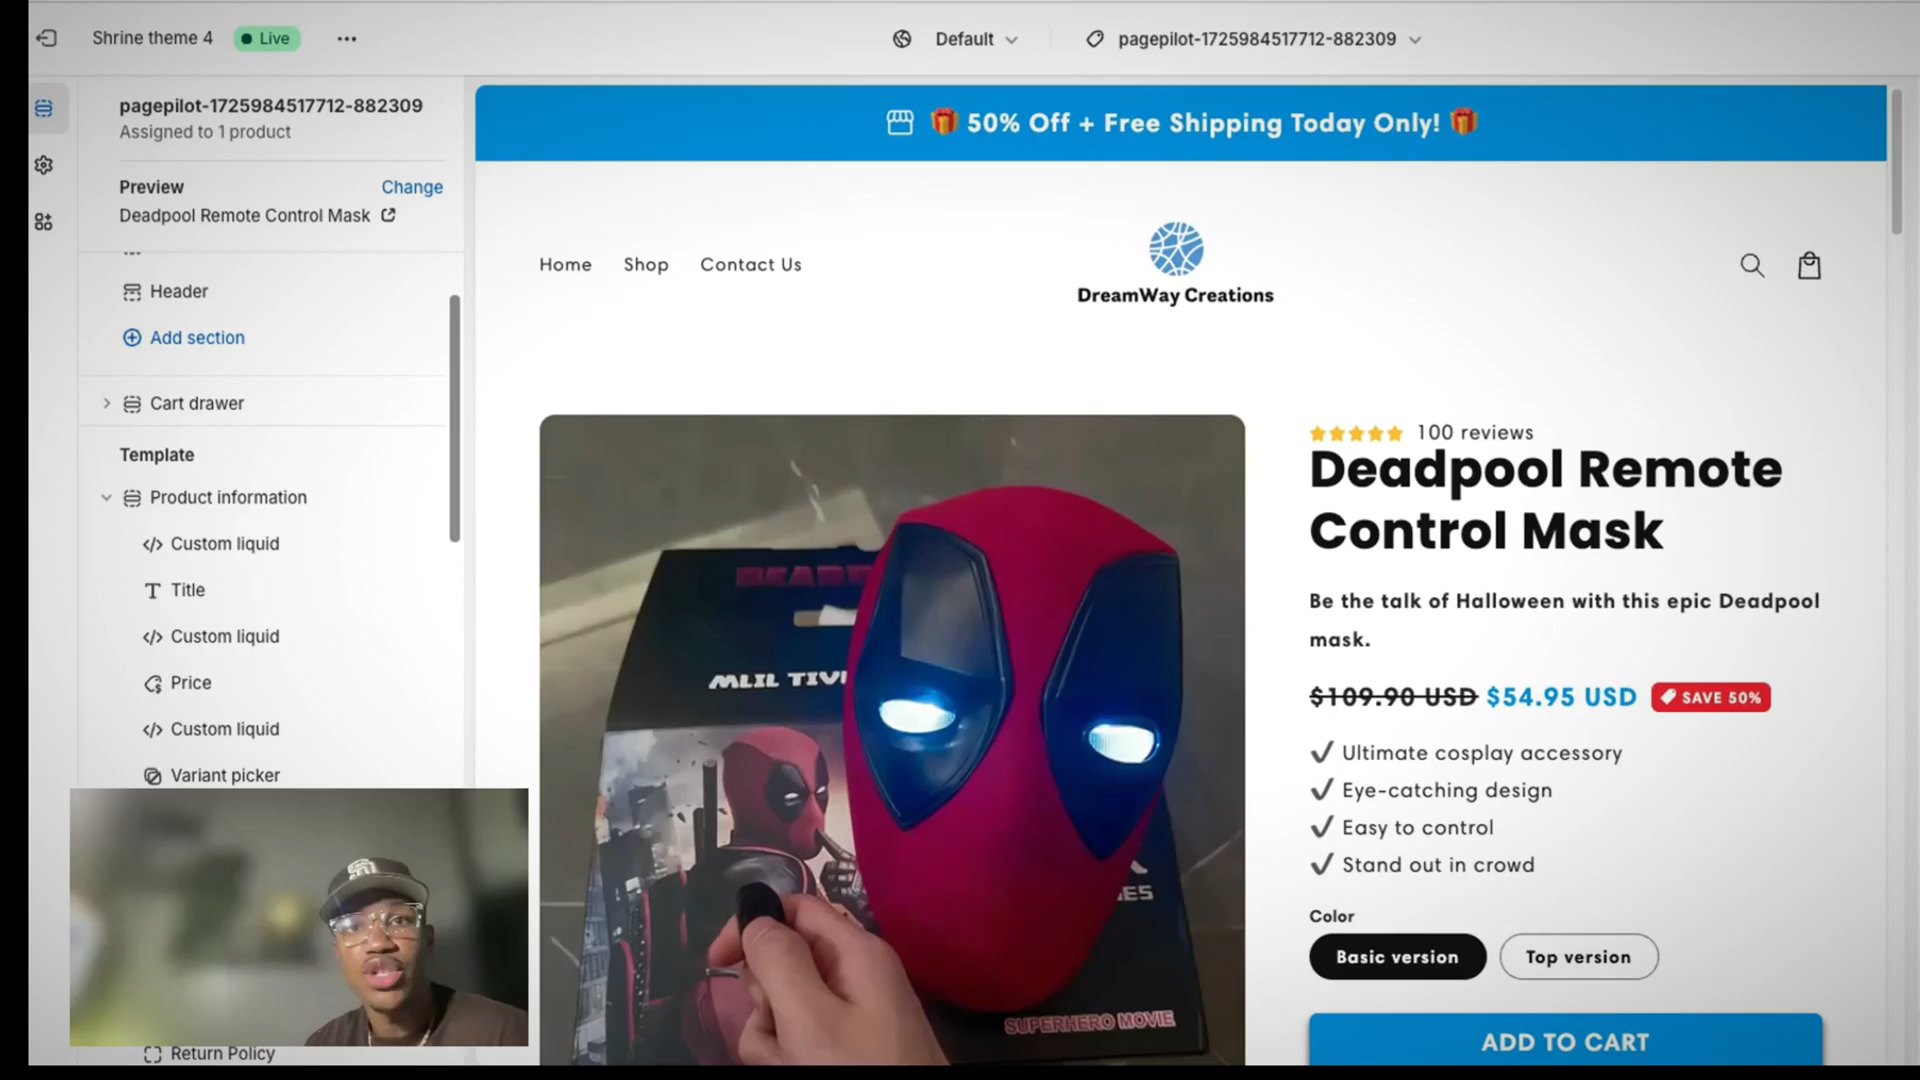 Shrine theme 4
Live
Default
pagepilot-1725984517712-882309
pagepilot-1725984517712-882309
Assigned to 1 product
Preview
Change
Deadpool Remote Control Mask
Header
Add section
Cart drawer
Template
Product information
Custom liquid
Title
Custom liquid
Price
Custom liquid
Variant picker
Return Policy
50% Off + Free Shipping Today Only!
Home
Shop
Contact Us
DreamWay Creations
SUPERHERO MOVIE
100 reviews
Deadpool Remote
Control Mask
Be the talk of Halloween with this epic Deadpool
mask.
$109.90 USD $54.95 USD SAVE 50%
Ultimate cosplay accessory
Eye-catching design
Easy to control
Stand out in crowd
Color
Basic version
Top version
ADD TO CART